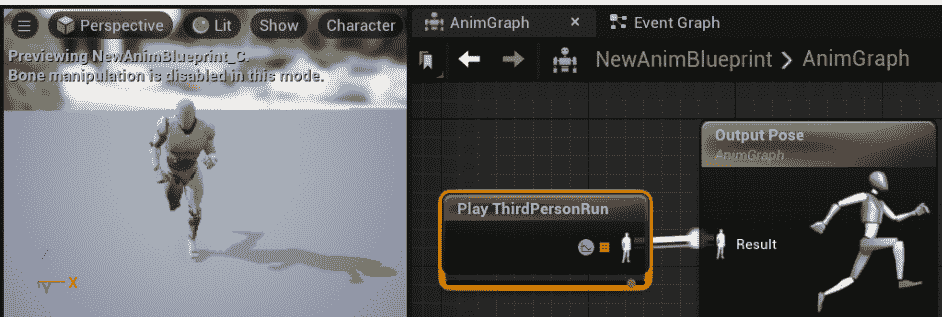 Perspective Lit Show Character
Previewing NewAnimBlueprint_C.
Bone manipulation is disabled in this mode.
X
AnimGraph × Event Graph
NewAnimBlueprint > AnimGraph
Output Pose
AnimGraph
Play ThirdPersonRun
Result